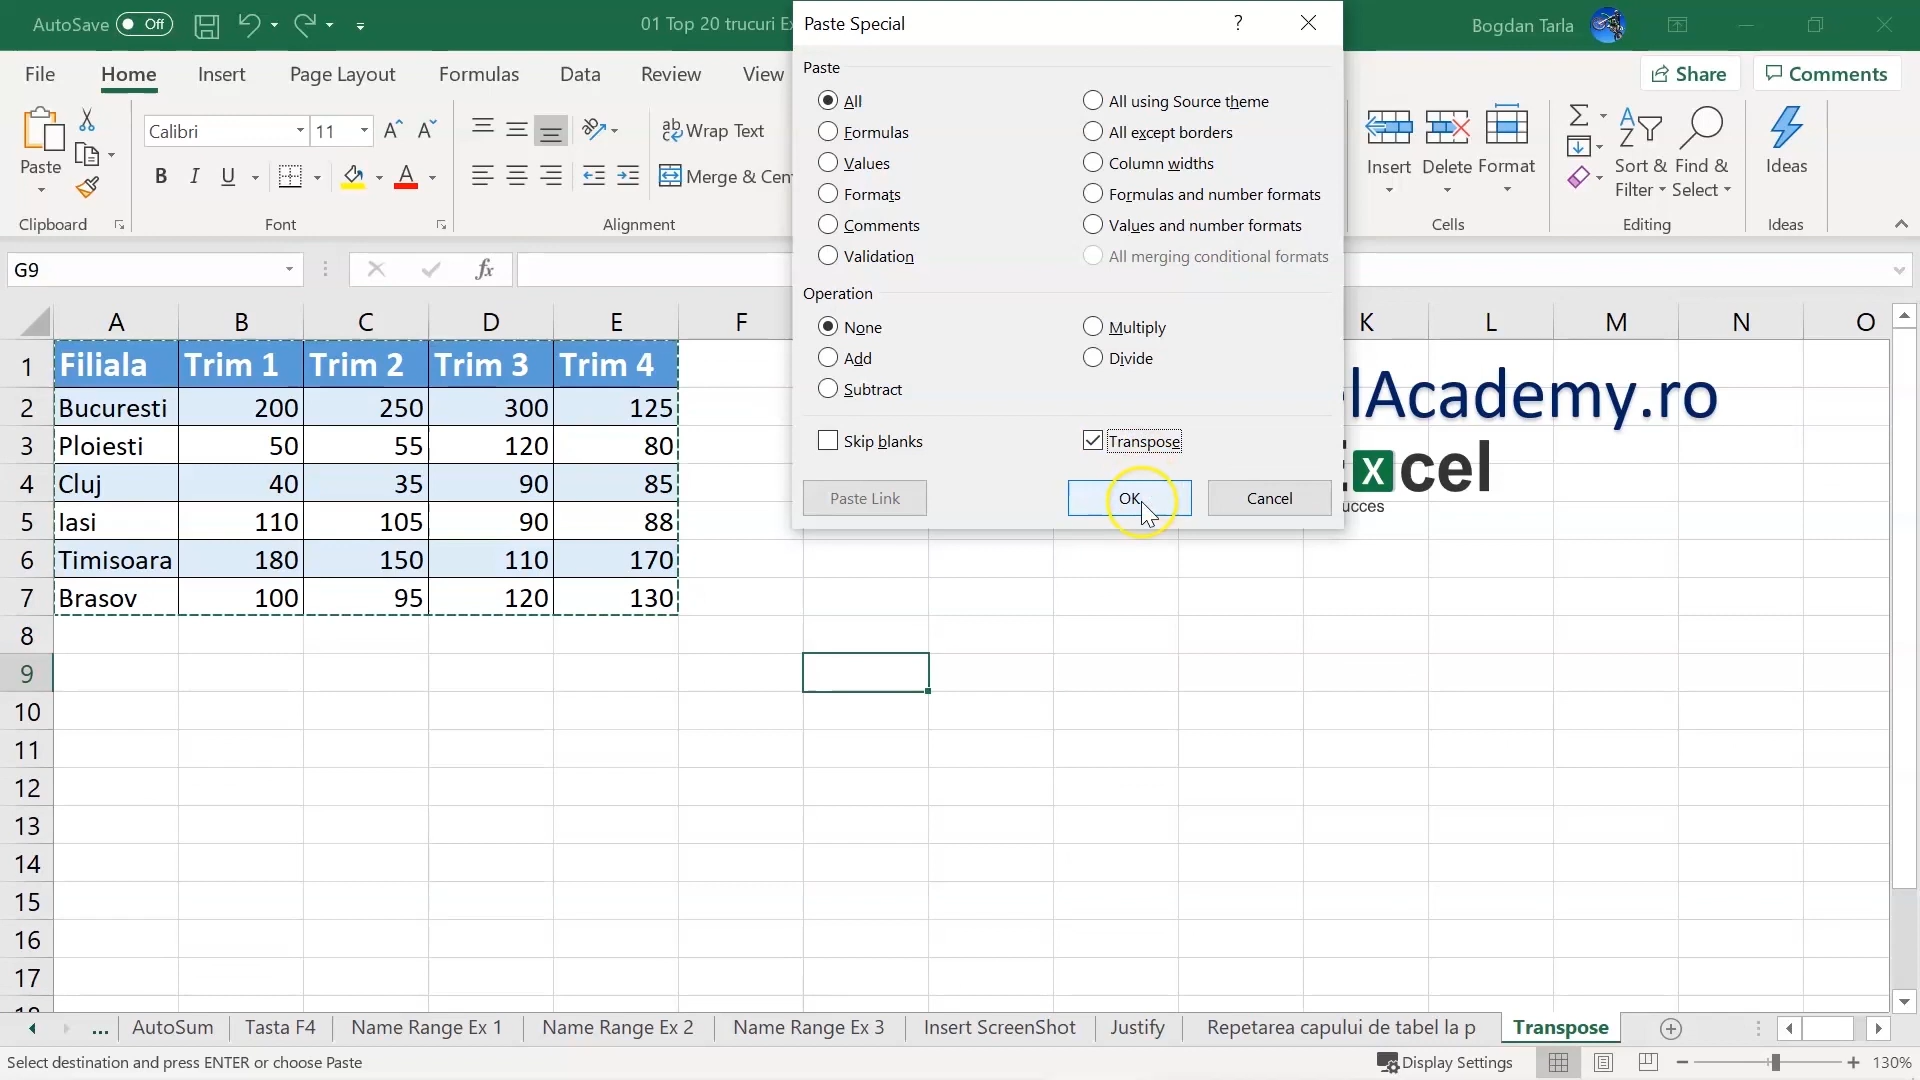 AutoSave Off
01 Top 20 trucuri
Bogdan Tarla
File Home Insert Page Layout Formulas Data Review View
Share Comments
Paste
Clipboard
Calibri 11
B I U
Font
Wrap Text
Merge &
Alignment
Insert Delete Format
Cells
Sort & Filter
Find & Select
Editing
Ideas
Ideas
Paste Special
?
Paste
All
Formulas
Values
Formats
Comments
Validation
All using Source theme
All except borders
Column widths
Formulas and number formats
Values and number formats
All merging conditional formats
Operation
None
Add
Subtract
Multiply
Divide
Skip blanks
Transpose
Paste Link OK Cancel
G9 fx
A B C D E F K L M N O
1 Filiala Trim 1 Trim 2 Trim 3 Trim 4
2 Bucuresti 200 250 300 125
3 Ploiesti 50 55 120 80
4 Cluj 40 35 90 85
5 Iasi 110 105 90 88
6 Timisoara 180 150 110 170
7 Brasov 100 95 120 130
8
9
10
11
12
13
14
15
16
17
lAcademy.ro
xcel
ucces
... AutoSum Tasta F4 Name Range Ex 1 Name Range Ex 2 Name Range Ex 3 Insert ScreenShot Justify Repetarea capului de tabel la p Transpose
Select destination and press ENTER or choose Paste
Display Settings
130%